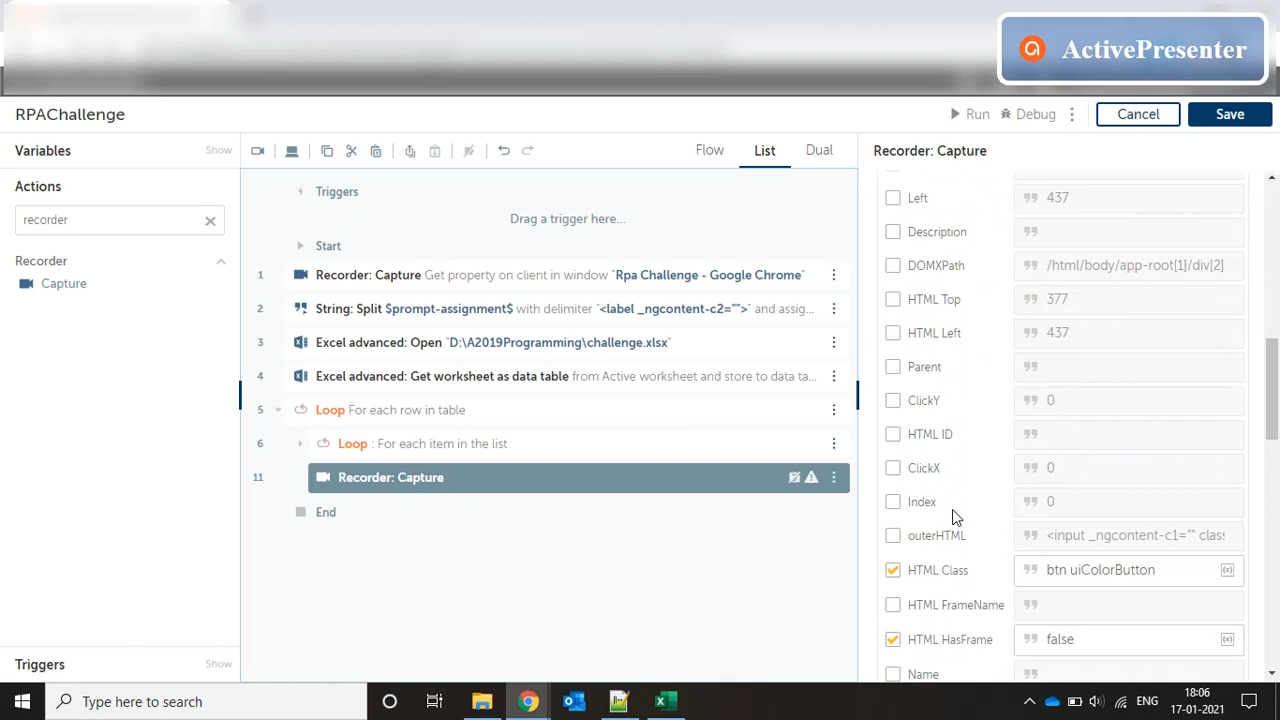 ActivePresenter
RPAChallenge
Run
Debug
Cancel
Save
Variables
Show
Flow
List
Dual
Recorder: Capture
Actions
recorder
Recorder
Capture
Triggers
Drag a trigger here...
Start
1 Recorder: Capture Get property on client in window "Rpa Challenge - Google Chrome"
2 String: Split $prompt-assignment$ with delimiter "<label _ngcontent-c2="">" and assig...
3 Excel advanced: Open "D:\A2019Programming\challenge.xlsx"
4 Excel advanced: Get worksheet as data table from Active worksheet and store to data ta...
5 Loop For each row in table
6 Loop : For each item in the list
11 Recorder: Capture
End
Left 437
Description
DOMXPath /html/body/app-root[1]/div[2]
HTML Top 377
HTML Left 437
Parent
ClickY 0
HTML ID
ClickX 0
Index 0
outerHTML <input _ngcontent-c1="" class
HTML Class btn uiColorButton
HTML FrameName
HTML HasFrame false
Name
Triggers
Show
Type here to search
ENG
18:06
17-01-2021